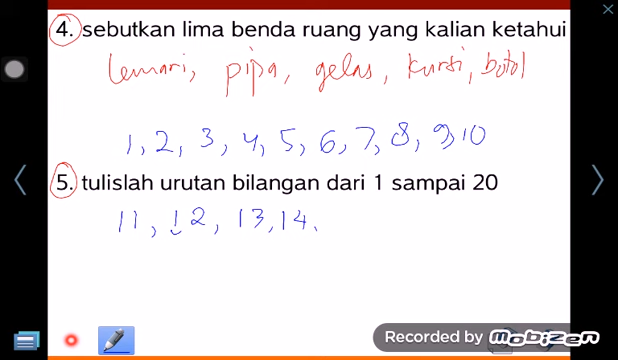 4. sebutkan lima benda ruang yang kalian ketahui
lemari, pipa, gelas, kursi, botol
1, 2, 3, 4, 5, 6, 7, 8, 9, 10
5. tulislah urutan bilangan dari 1 sampai 20
11, 12, 13, 14,
Recorded by mobizen